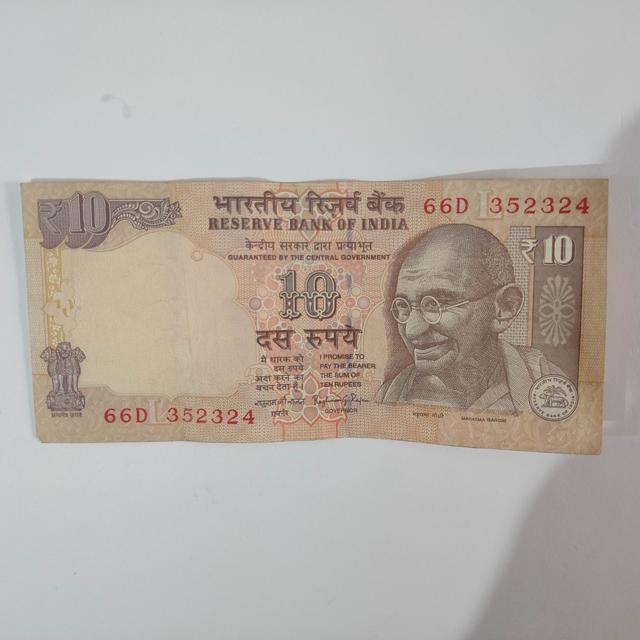 ₹10
भारतीय रिज़र्व बैंक
RESERVE BANK OF INDIA
66D L 352324
केन्द्रीय सरकार द्वारा प्रत्याभूत
GUARANTEED BY THE CENTRAL GOVERNMENT
₹10
10
दस रुपये
मैं धारक को
दस रुपये
अदा करने का
वचन देता हूँ।
I PROMISE TO
PAY THE BEARER
THE SUM OF
TEN RUPEES
गवर्नर
GOVERNOR
66D L 352324
सत्यमेव जयते
महात्मा गांधी
MAHATMA GANDHI